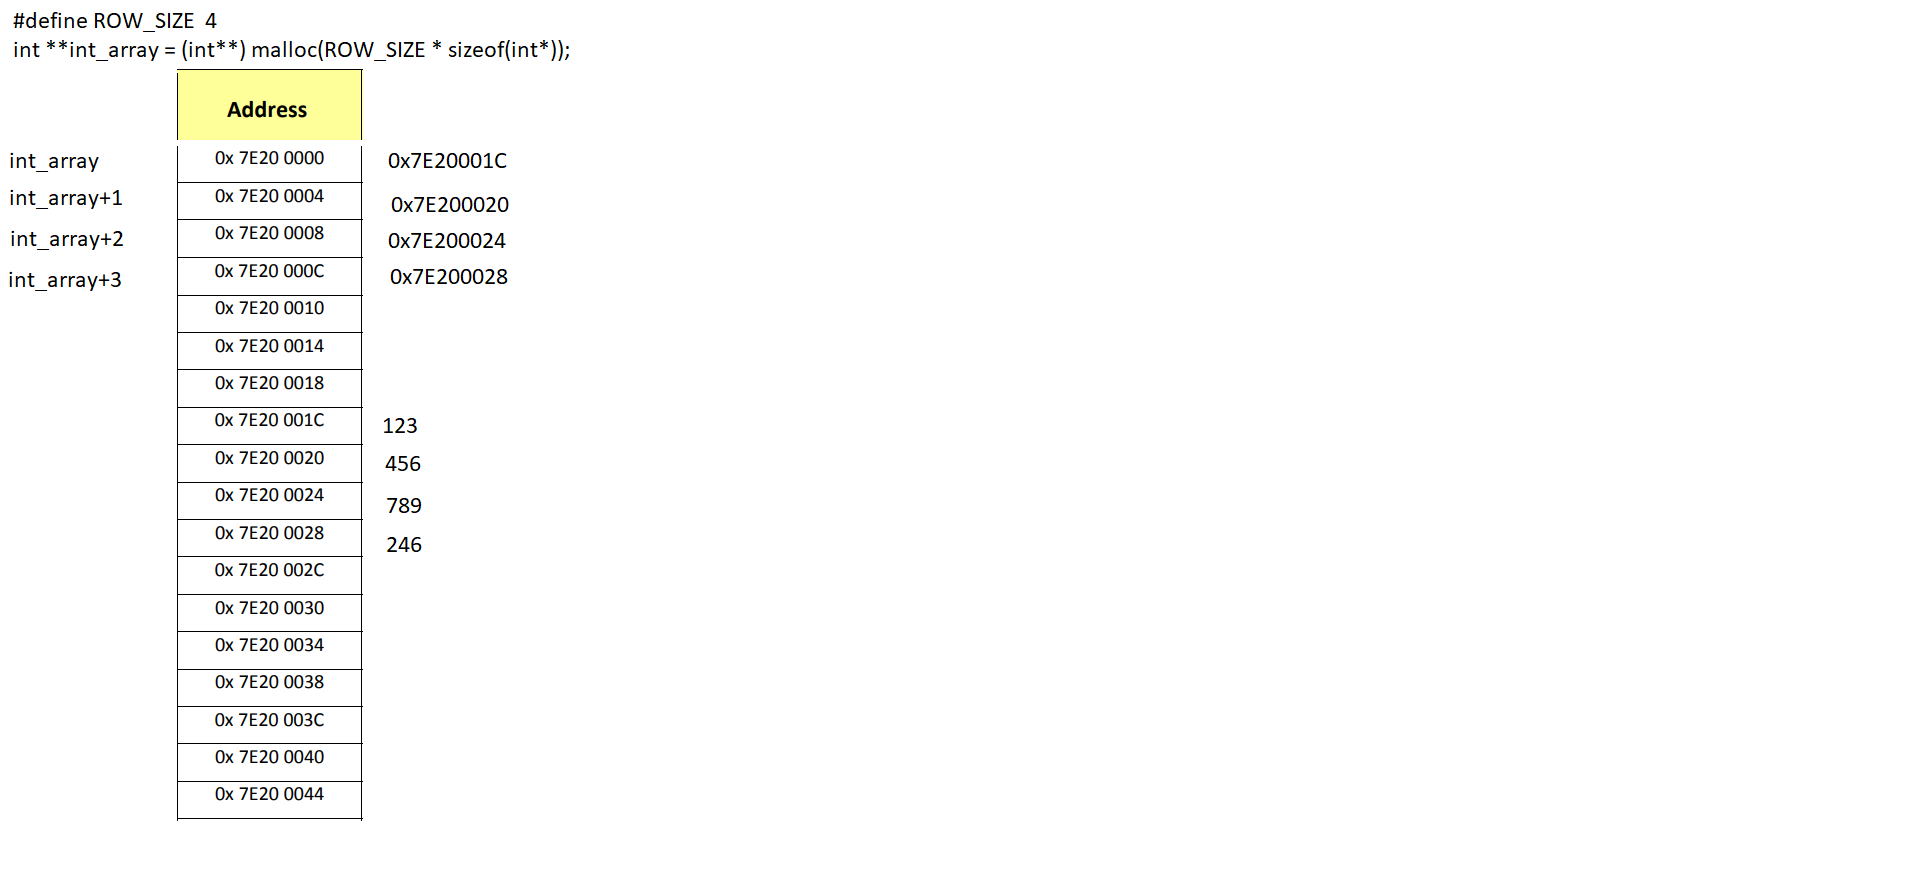 #define ROW_SIZE  4
int **int_array = (int**) malloc(ROW_SIZE * sizeof(int*));
Address
int_array 0x 7E20 0000 0x7E20001C
int_array+1 0x 7E20 0004 0x7E200020
int_array+2 0x 7E20 0008 0x7E200024
int_array+3 0x 7E20 000C 0x7E200028
0x 7E20 0010
0x 7E20 0014
0x 7E20 0018
0x 7E20 001C 123
0x 7E20 0020 456
0x 7E20 0024 789
0x 7E20 0028 246
0x 7E20 002C
0x 7E20 0030
0x 7E20 0034
0x 7E20 0038
0x 7E20 003C
0x 7E20 0040
0x 7E20 0044